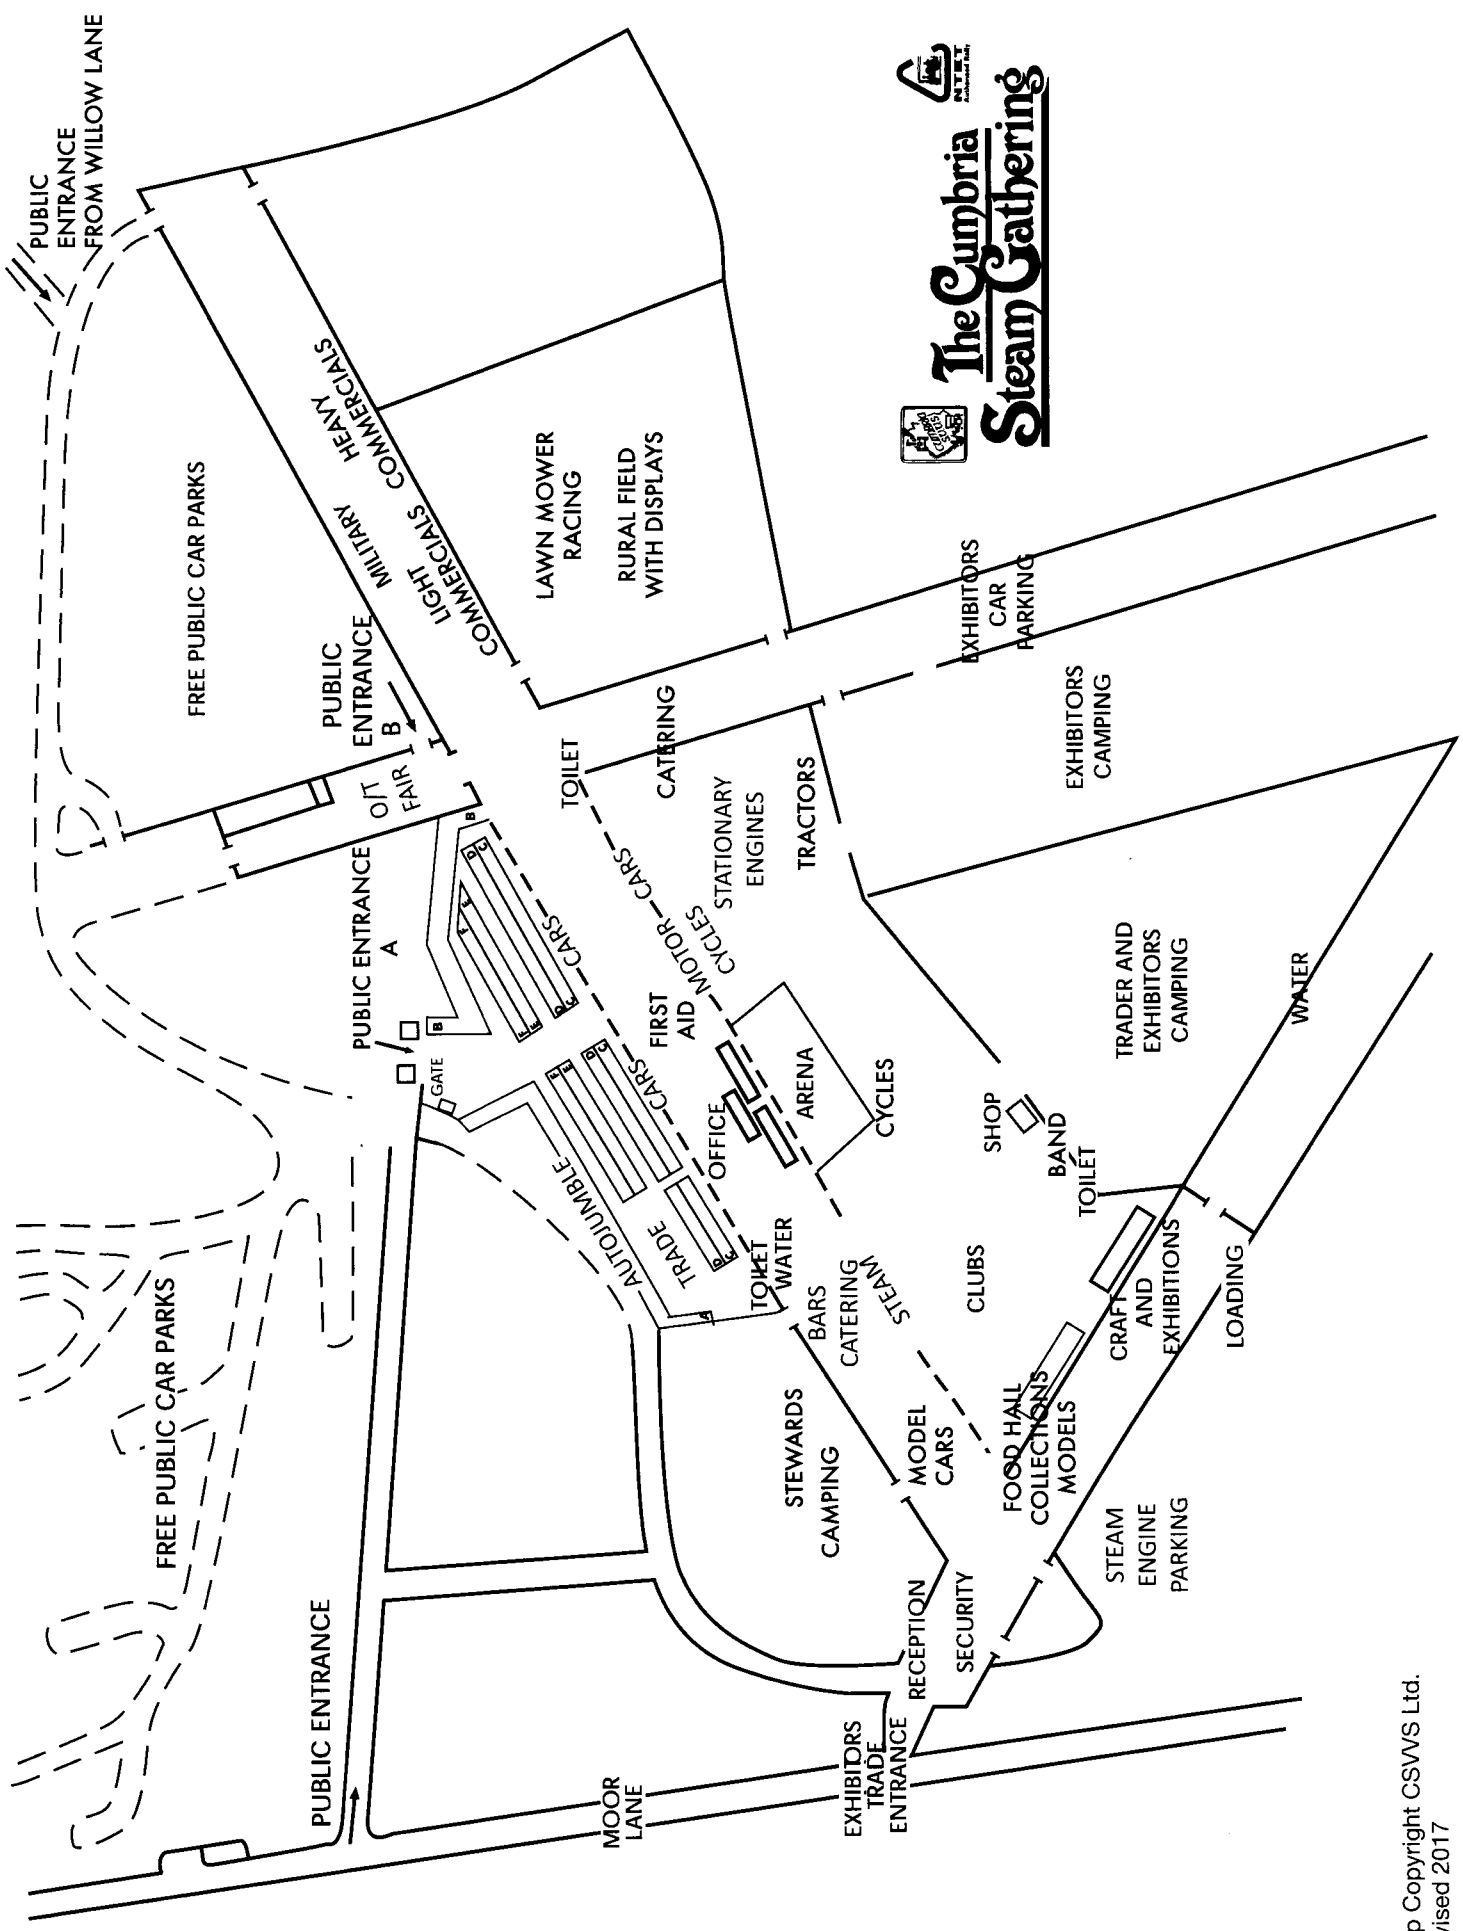 PUBLIC
ENTRANCE
FROM WILLOW LANE
FREE PUBLIC CAR PARKS
HEAVY
COMMERCIALS
MILITARY
LIGHT
COMMERCIALS
LAWN MOWER
RACING
RURAL FIELD
WITH DISPLAYS
The Cumbria
Steam Gathering
NTET
Authorised Rally
PUBLIC
ENTRANCE
B
O/T
FAIR
PUBLIC ENTRANCE
A
GATE
B
B
D
C
F
E
F
E
D
C
F
E
D
C
D
C
A
CARS
CARS
CARS
MOTOR
CYCLES
TOILET
CATERING
STATIONARY
ENGINES
TRACTORS
EXHIBITORS
CAR
PARKING
EXHIBITORS
CAMPING
TRADER AND
EXHIBITORS
CAMPING
WATER
FIRST
AID
OFFICE
ARENA
CYCLES
SHOP
BAND
TOILET
AUTOJUMBLE
TRADE
TOILET
WATER
BARS
CATERING
STEAM
CLUBS
CRAFT
AND
EXHIBITIONS
LOADING
FREE PUBLIC CAR PARKS
STEWARDS
CAMPING
MODEL
CARS
FOOD HALL
COLLECTIONS
MODELS
STEAM
ENGINE
PARKING
PUBLIC ENTRANCE
RECEPTION
SECURITY
MOOR
LANE
EXHIBITORS
TRADE
ENTRANCE
p Copyright CSVVS Ltd.
vised 2017